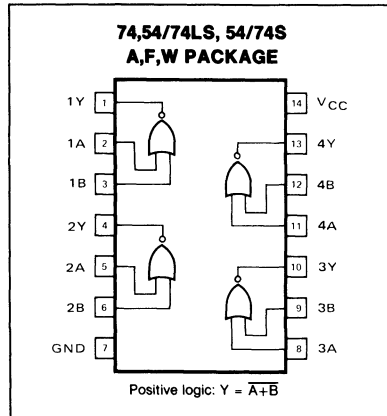 74,54/74LS, 54/74S
A,F,W PACKAGE
1Y 1
1A 2
1B 3
2Y 4
2A 5
2B 6
GND 7
14 VCC
13 4Y
12 4B
11 4A
10 3Y
9 3B
8 3A
Positive logic: Y = A+B